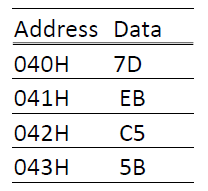 Address Data
040H 7D
041H EB
042H C5
043H 5B